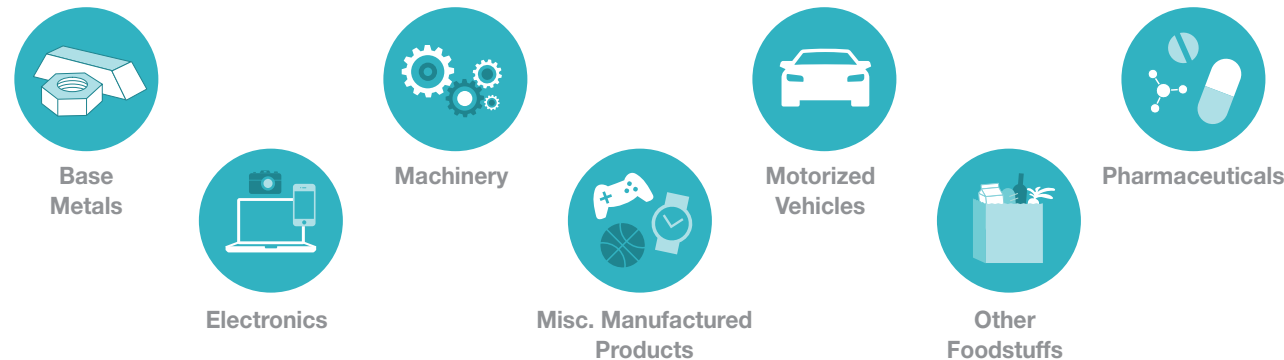 Base
Metals
Electronics
Machinery
Misc. Manufactured
Products
Motorized
Vehicles
Other
Foodstuffs
Pharmaceuticals